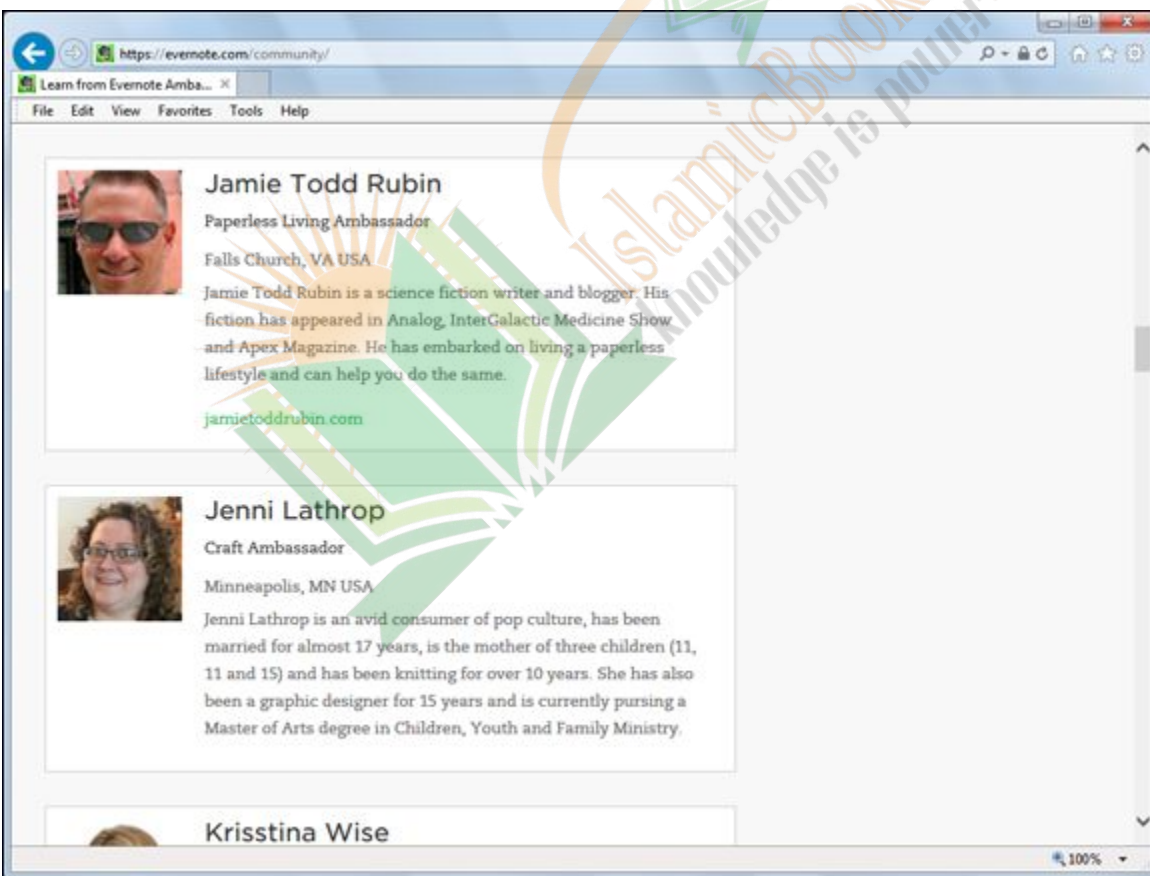 https://evernote.com/community/
Learn from Evernote Amba...
File Edit View Favorites Tools Help
Jamie Todd Rubin
Paperless Living Ambassador
Falls Church, VA USA
Jamie Todd Rubin is a science fiction writer and blogger. His
fiction has appeared in Analog, InterGalactic Medicine Show
and Apex Magazine. He has embarked on living a paperless
lifestyle and can help you do the same.
jamietoddrubin.com
Jenni Lathrop
Craft Ambassador
Minneapolis, MN USA
Jenni Lathrop is an avid consumer of pop culture, has been
married for almost 17 years, is the mother of three children (11,
11 and 15) and has been knitting for over 10 years. She has also
been a graphic designer for 15 years and is currently pursing a
Master of Arts degree in Children, Youth and Family Ministry.
Krisstina Wise
100%
knowledge is power